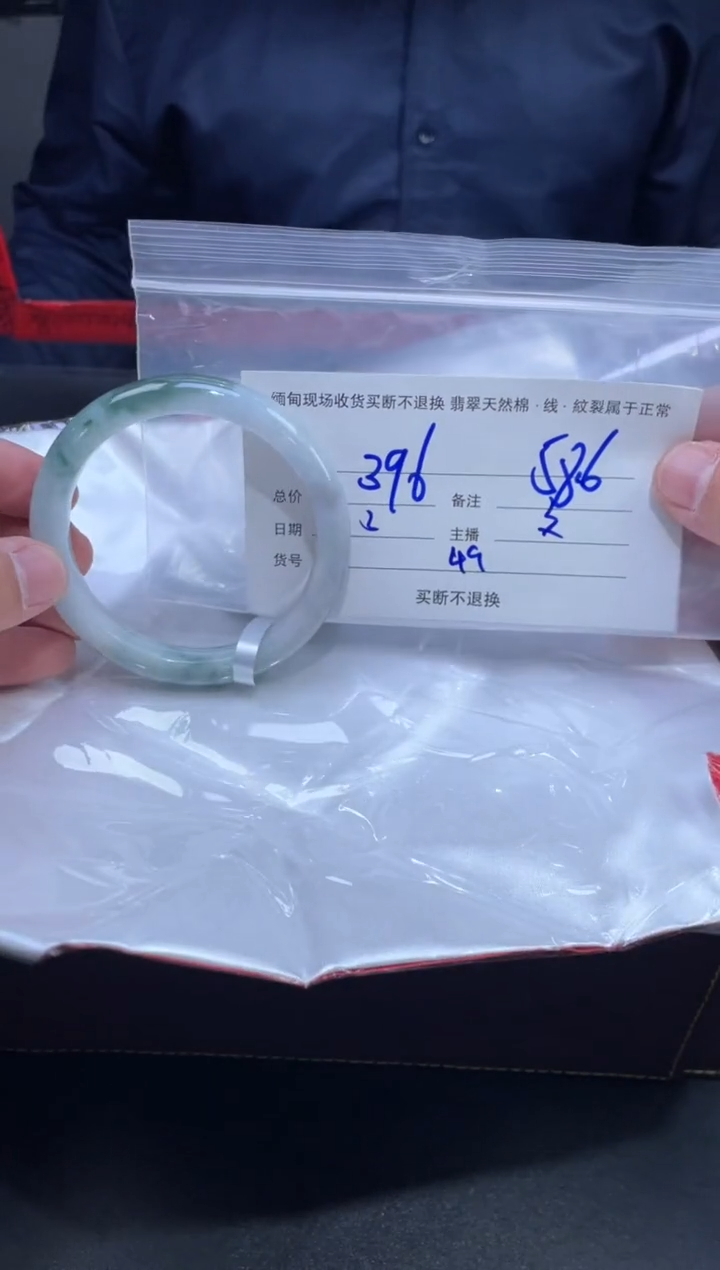 缅甸现场收货买断不退换 翡翠天然棉·线·紋裂属于正常
总价 396 备注 586
日期 2 主播
货号 49
买断不退换